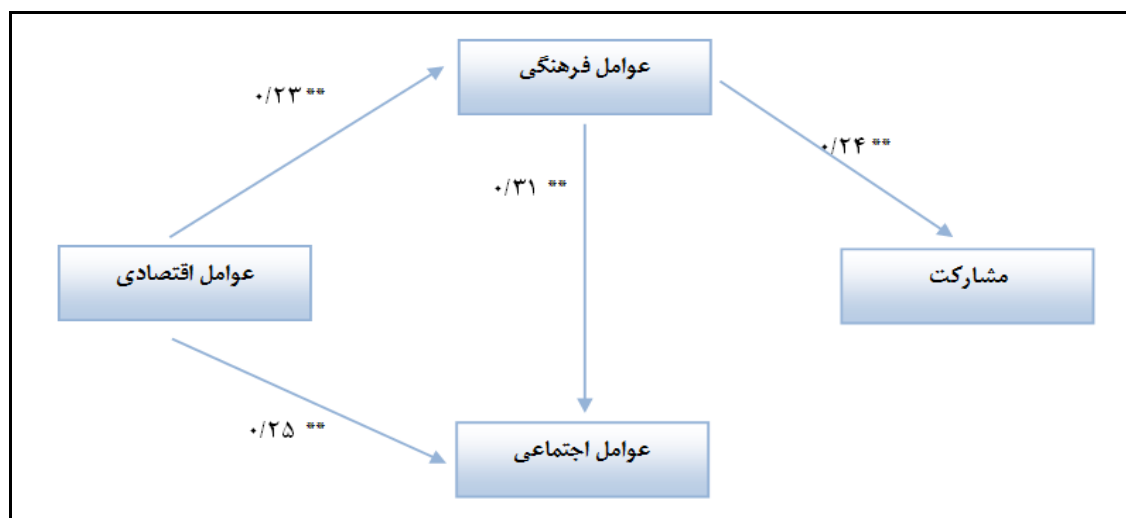 عوامل فرهنگی
۰/۲۳ **
۰/۲۴ **
۰/۳۱ **
عوامل اقتصادی
مشارکت
۰/۲۵ **
عوامل اجتماعی